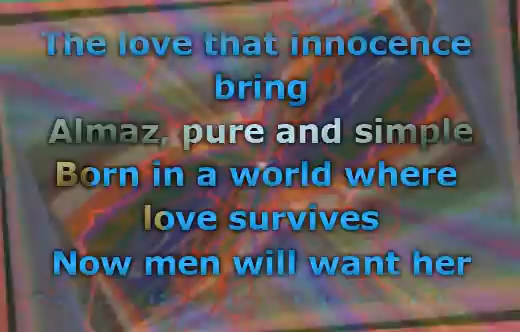 The love that innocence
bring
Almaz, pure and simple
Born in a world where
love survives
Now men will want her